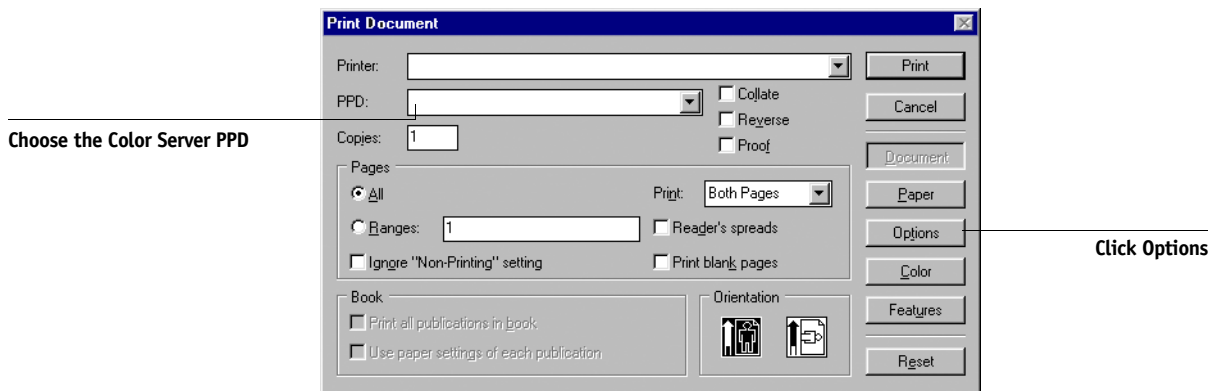 Print Document
Printer:
Print
PPD:
Collate
Cancel
Reverse
Choose the Color Server PPD
Copies: 1
Proof
Document
Pages
All
Print: Both Pages
Paper
Ranges: 1
Reader's spreads
Options
Click Options
Ignore "Non-Printing" setting
Print blank pages
Color
Book
Orientation
Features
Print all publications in book
Use paper settings of each publication
Reset